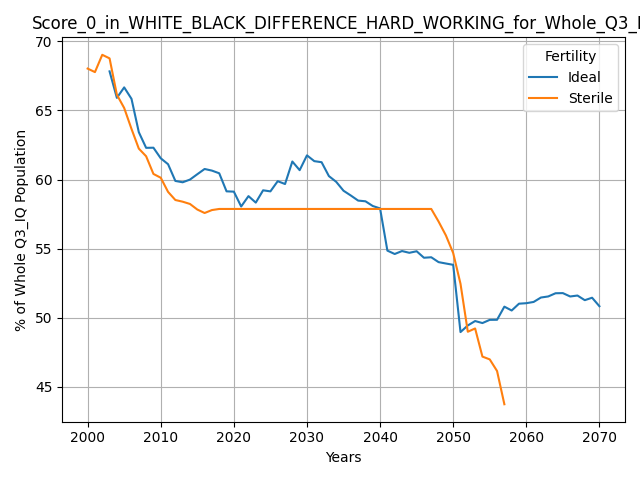 Score_0_in_WHITE_BLACK_DIFFERENCE_HARD_WORKING_for_Whole_Q3_I
70
65
60
55
50
45
% of Whole Q3_IQ Population
Fertility
Ideal
Sterile
2000 2010 2020 2030 2040 2050 2060 2070
Years